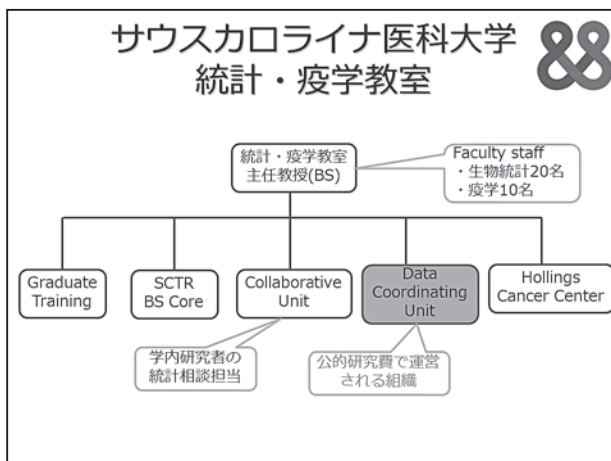 サウスカロライナ医科大学
統計・疫学教室
統計・疫学教室
主任教授(BS)
Faculty staff
・生物統計20名
・疫学10名
Graduate
Training
SCTR
BS Core
Collaborative
Unit
Data
Coordinating
Unit
Hollings
Cancer Center
学内研究者の
統計相談担当
公的研究費で運営
される組織